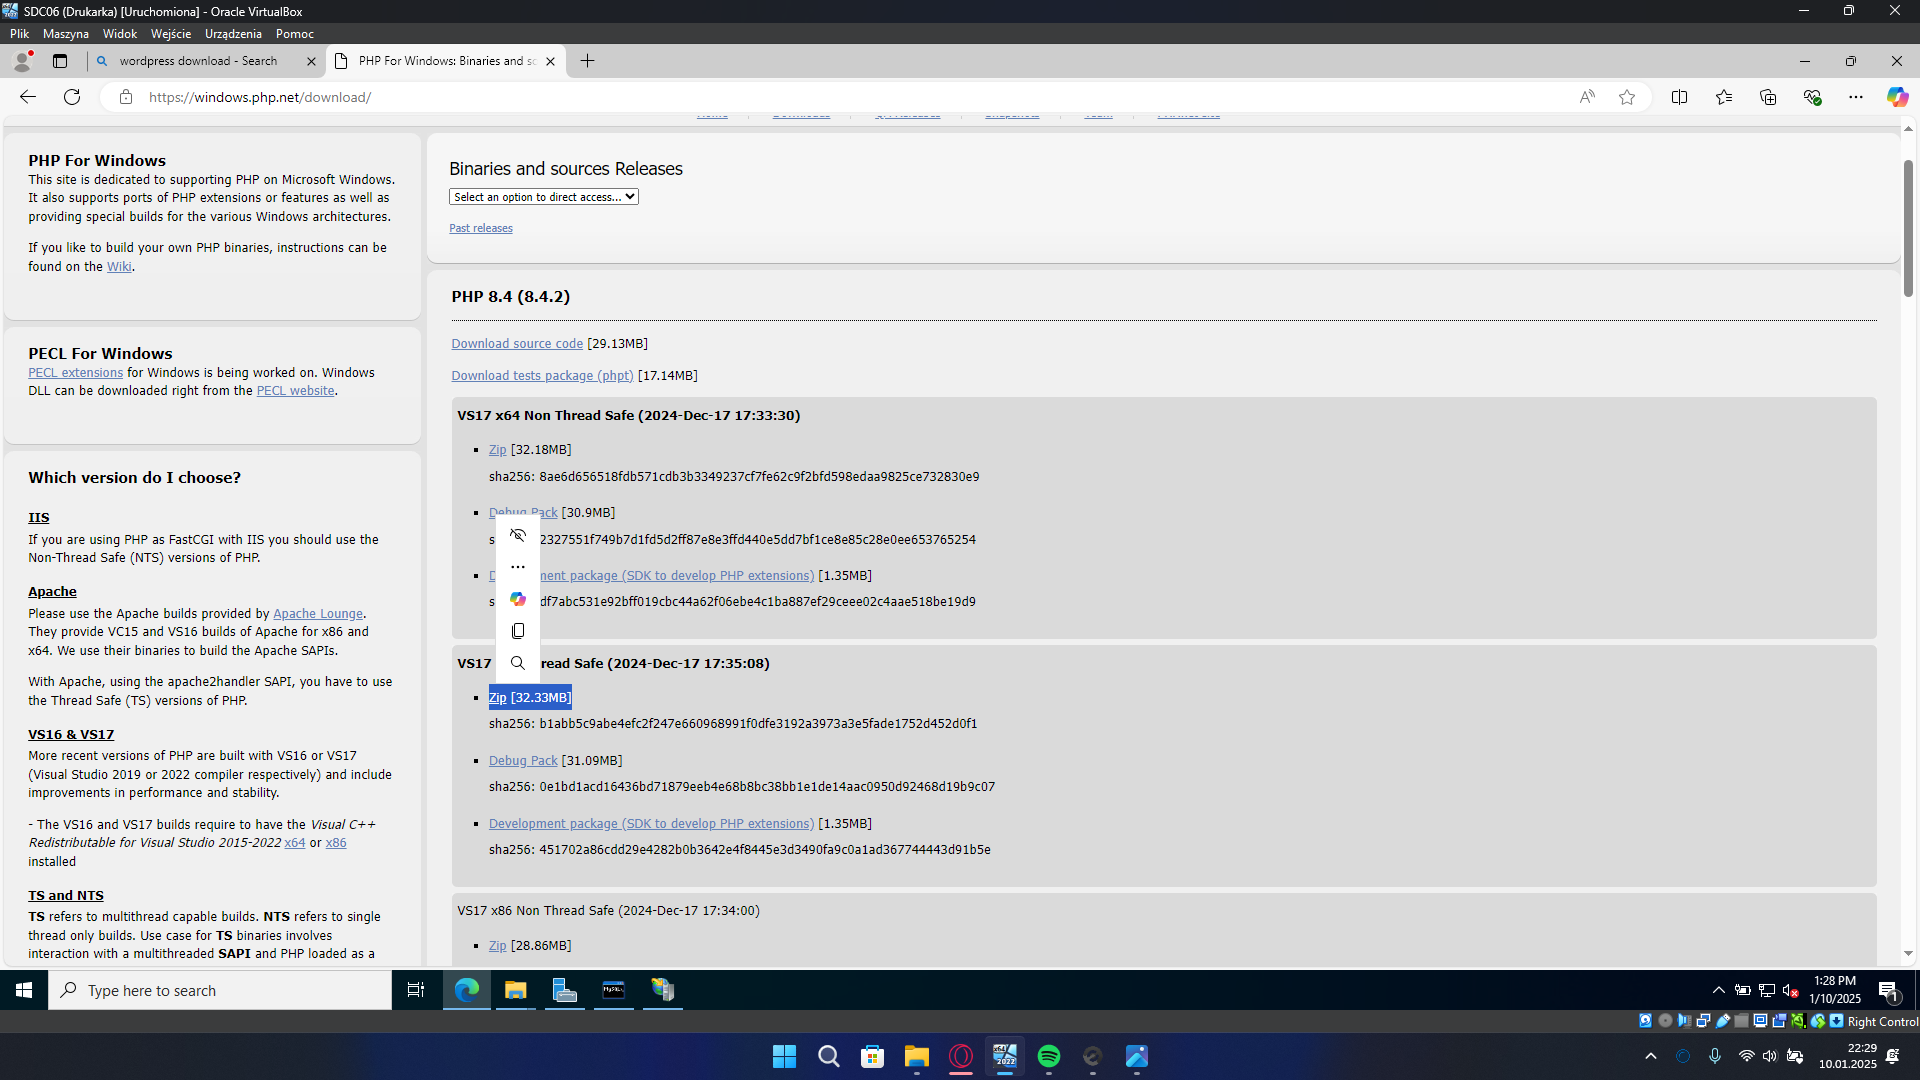 SDC06 (Drukarka) [Uruchomiona] - Oracle VirtualBox
Plik Maszyna Widok Wejście Urządzenia Pomoc
wordpress download - Search
PHP For Windows: Binaries and sc
https://windows.php.net/download/
Home Downloads QA Releases Snapshots Team PHP.net site
PHP For Windows
This site is dedicated to supporting PHP on Microsoft Windows.
It also supports ports of PHP extensions or features as well as
providing special builds for the various Windows architectures.
If you like to build your own PHP binaries, instructions can be
found on the Wiki.
PECL For Windows
PECL extensions for Windows is being worked on. Windows
DLL can be downloaded right from the PECL website.
Which version do I choose?
IIS
If you are using PHP as FastCGI with IIS you should use the
Non-Thread Safe (NTS) versions of PHP.
Apache
Please use the Apache builds provided by Apache Lounge.
They provide VC15 and VS16 builds of Apache for x86 and
x64. We use their binaries to build the Apache SAPIs.
With Apache, using the apache2handler SAPI, you have to use
the Thread Safe (TS) versions of PHP.
VS16 & VS17
More recent versions of PHP are built with VS16 or VS17
(Visual Studio 2019 or 2022 compiler respectively) and include
improvements in performance and stability.
- The VS16 and VS17 builds require to have the Visual C++
Redistributable for Visual Studio 2015-2022 x64 or x86
installed
TS and NTS
TS refers to multithread capable builds. NTS refers to single
thread only builds. Use case for TS binaries involves
interaction with a multithreaded SAPI and PHP loaded as a
Binaries and sources Releases
Select an option to direct access...
Past releases
PHP 8.4 (8.4.2)
Download source code [29.13MB]
Download tests package (phpt) [17.14MB]
VS17 x64 Non Thread Safe (2024-Dec-17 17:33:30)
Zip [32.18MB]
sha256: 8ae6d656518fdb571cdb3b3349237cf7fe62c9f2bfd598edaa9825ce732830e9
Debug Pack [30.9MB]
s 2327551f749b7d1fd5d2ff87e8e3ffd440e5dd7bf1ce8e85c28e0ee653765254
D nent package (SDK to develop PHP extensions) [1.35MB]
s df7abc531e92bff019cbc44a62f06ebe4c1ba887ef29ceee02c4aae518be19d9
VS17 read Safe (2024-Dec-17 17:35:08)
Zip [32.33MB]
sha256: b1abb5c9abe4efc2f247e660968991f0dfe3192a3973a3e5fade1752d452d0f1
Debug Pack [31.09MB]
sha256: 0e1bd1acd16436bd71879eeb4e68b8bc38bb1e1de14aac0950d92468d19b9c07
Development package (SDK to develop PHP extensions) [1.35MB]
sha256: 451702a86cdd29e4282b0b3642e4f8445e3d3490fa9c0a1ad367744443d91b5e
VS17 x86 Non Thread Safe (2024-Dec-17 17:34:00)
Zip [28.86MB]
Type here to search
1:28 PM
1/10/2025
1
Right Control
22:29
10.01.2025